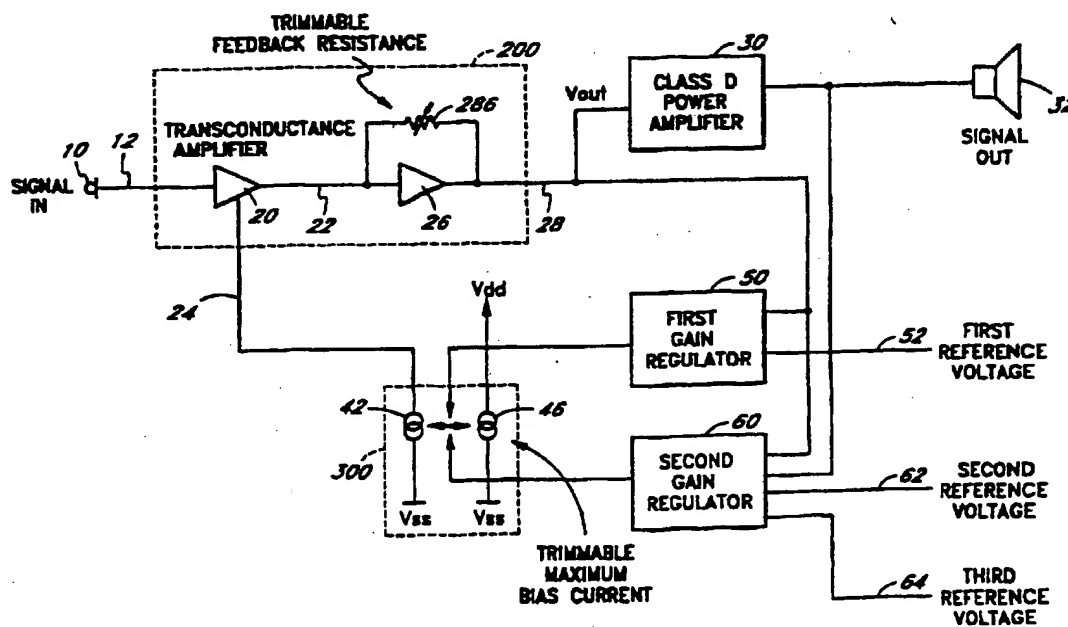 TRIMMABLE
FEEDBACK RESISTANCE
200
286
TRANSCONDUCTANCE
AMPLIFIER
10
12
SIGNAL
IN
20
22
26
28
Vout
30
CLASS D
POWER
AMPLIFIER
32
SIGNAL
OUT
24
Vdd
50
FIRST
GAIN
REGULATOR
52
FIRST
REFERENCE
VOLTAGE
42
46
300
Vss
Vss
60
SECOND
GAIN
REGULATOR
62
SECOND
REFERENCE
VOLTAGE
TRIMMABLE
MAXIMUM
BIAS CURRENT
64
THIRD
REFERENCE
VOLTAGE